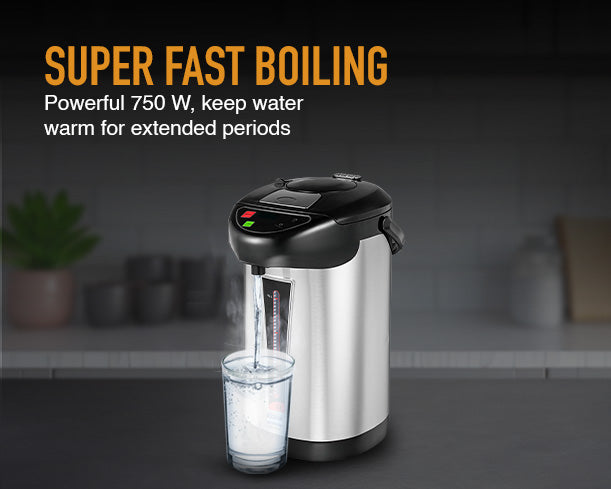 SUPER FAST BOILING
Powerful 750 W, keep water
warm for extended periods